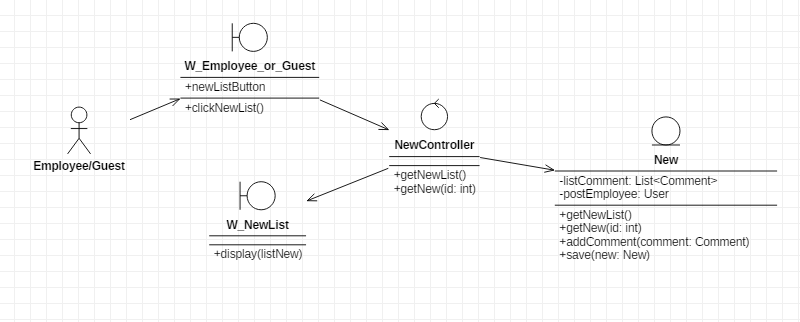 W_Employee_or_Guest
+newListButton
+clickNewList()
Employee/Guest
NewController
+getNewList()
+getNew(id: int)
New
-listComment: List<Comment>
-postEmployee: User
+getNewList()
+getNew(id: int)
+addComment(comment: Comment)
+save(new: New)
W_NewList
+display(listNew)